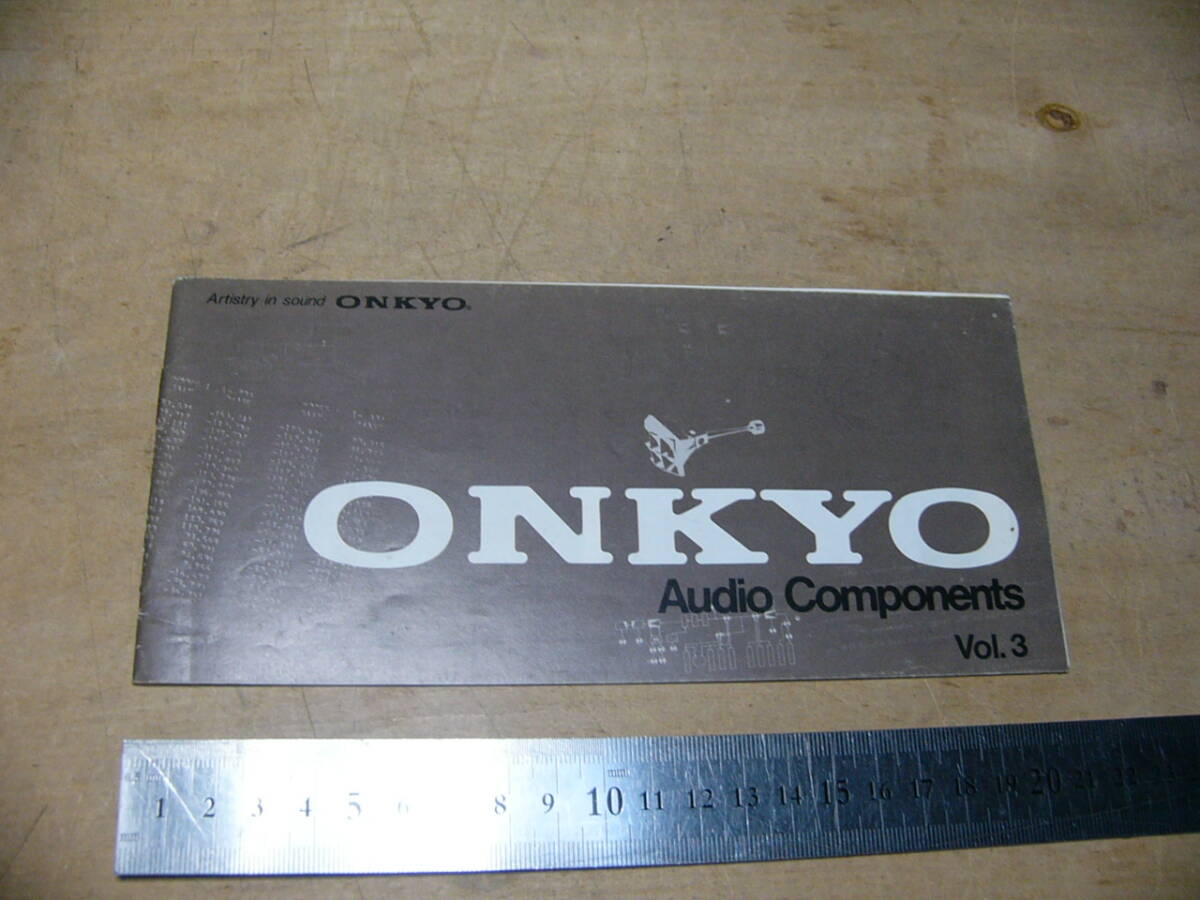 Artistry in sound ONKYO®
ONKYO
Audio Components
Vol. 3
1 2 3 4 5 6 8 9 10 11 12 13 14 15 16 17 18 19 20 21 22